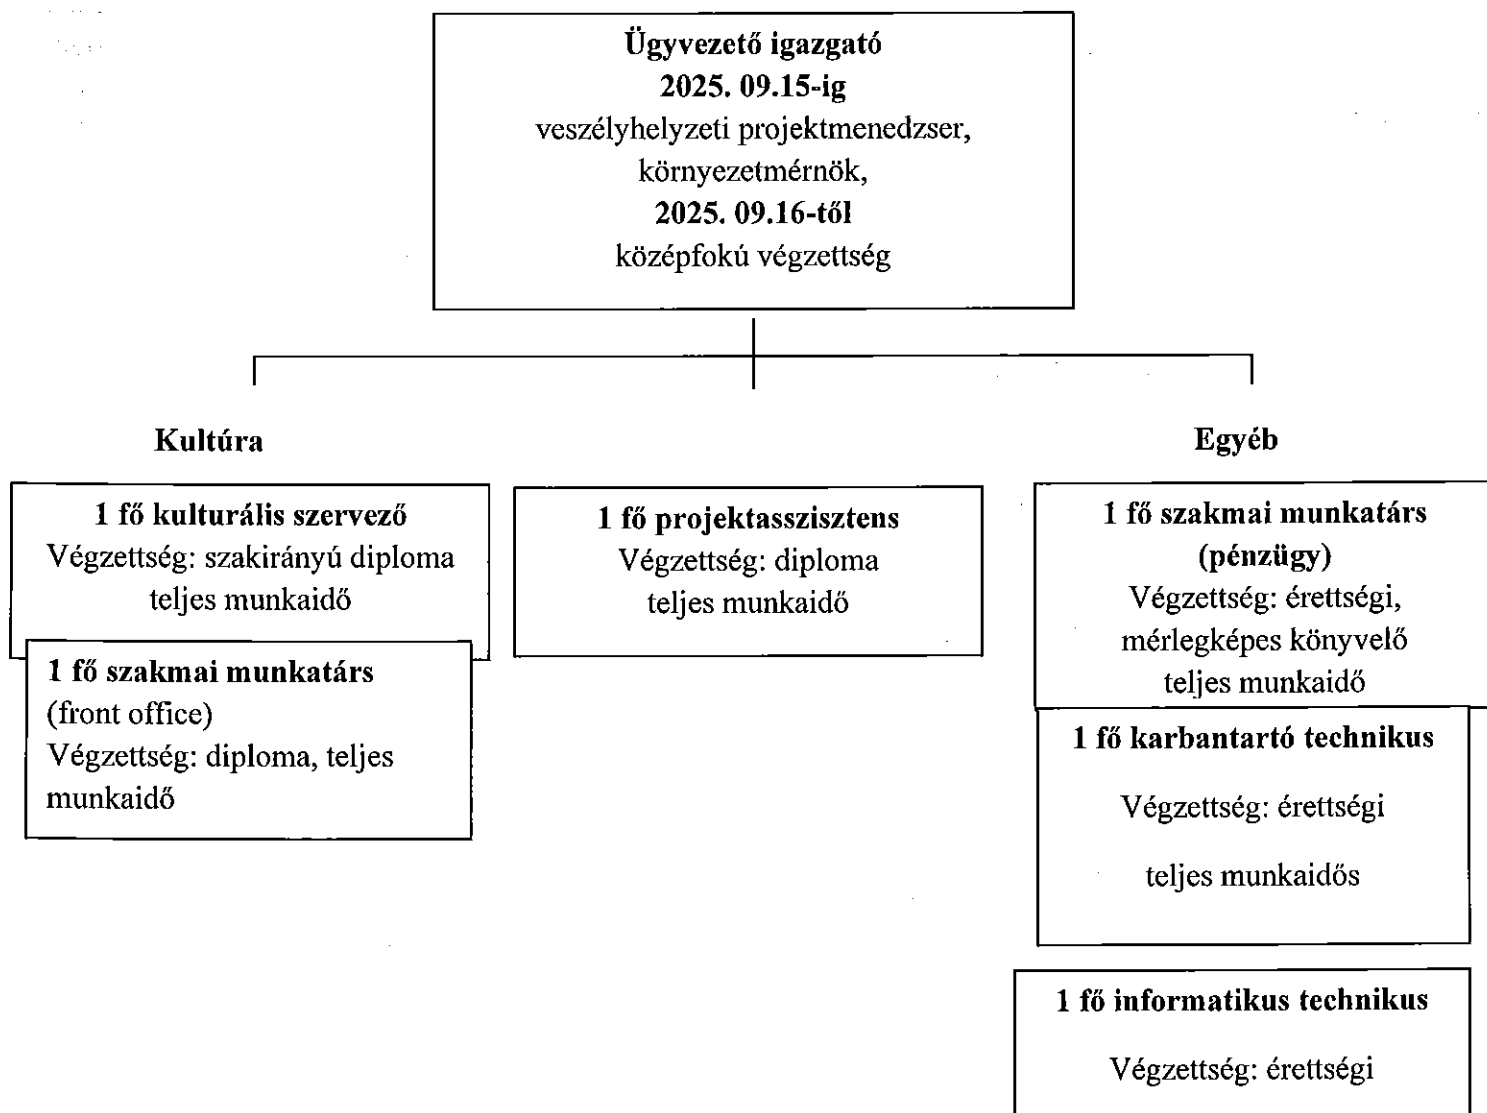 Ügyvezető igazgató
2025. 09.15-ig
veszélyhelyzeti projektmenedzser,
környezetmérnök,
2025. 09.16-től
középfokú végzettség
Kultúra
1 fő kulturális szervező
Végzettség: szakirányú diploma
teljes munkaidő
1 fő szakmai munkatárs
(front office)
Végzettség: diploma, teljes
munkaidő
1 fő projektasszisztens
Végzettség: diploma
teljes munkaidő
Egyéb
1 fő szakmai munkatárs
(pénzügy)
Végzettség: érettségi,
mérlegképes könyvelő
teljes munkaidő
1 fő karbantartó technikus
Végzettség: érettségi
teljes munkaidős
1 fő informatikus technikus
Végzettség: érettségi